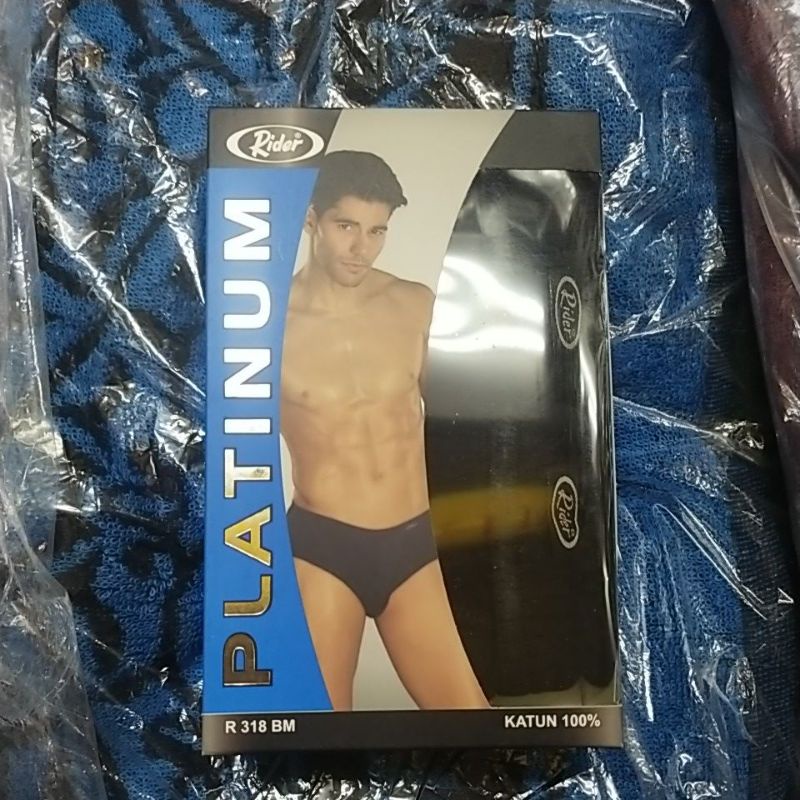 Rider®
PLATINUM
Rider
Rider
R 318 BM
KATUN 100%